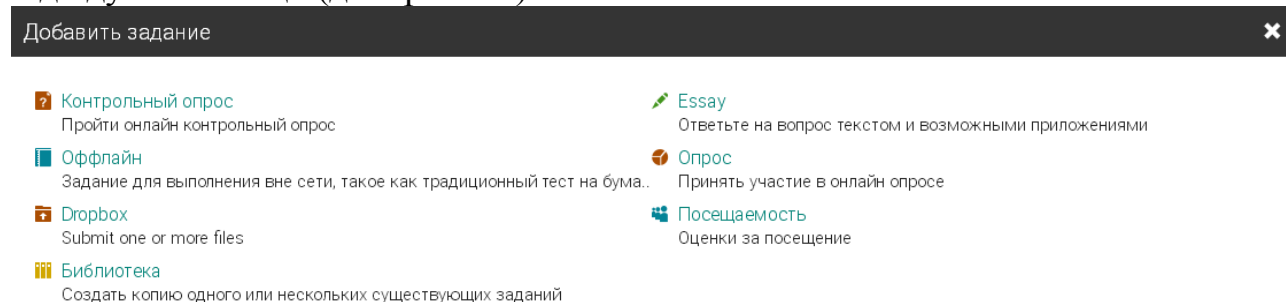 Добавить задание
Контрольный опрос
Пройти онлайн контрольный опрос
Essay
Ответьте на вопрос текстом и возможными приложениями
Оффлайн
Задание для выполнения вне сети, такое как традиционный тест на бума..
Опрос
Принять участие в онлайн опросе
Dropbox
Submit one or more files
Посещаемость
Оценки за посещение
Библиотека
Создать копию одного или нескольких существующих заданий